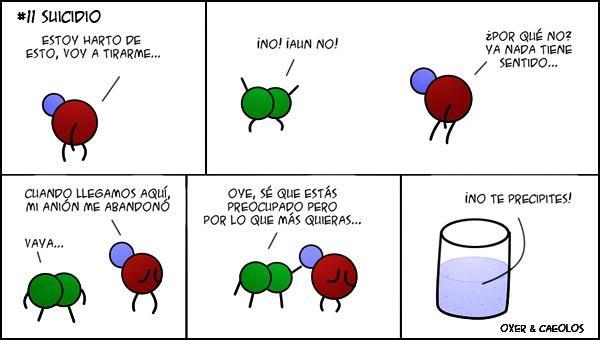 #11 SUICIDIO
ESTOY HARTO DE
ESTO, VOY A TIRARME...
¡NO! ¡AUN NO!
¿POR QUÉ NO?
YA NADA TIENE
SENTIDO...
CUANDO LLEGAMOS AQUÍ,
MI ANIÓN ME ABANDONÓ
VAYA...
OYE, SÉ QUE ESTÁS
PREOCUPADO PERO
POR LO QUE MÁS QUIERAS...
¡NO TE PRECIPITES!
OXER & CAEOLOS